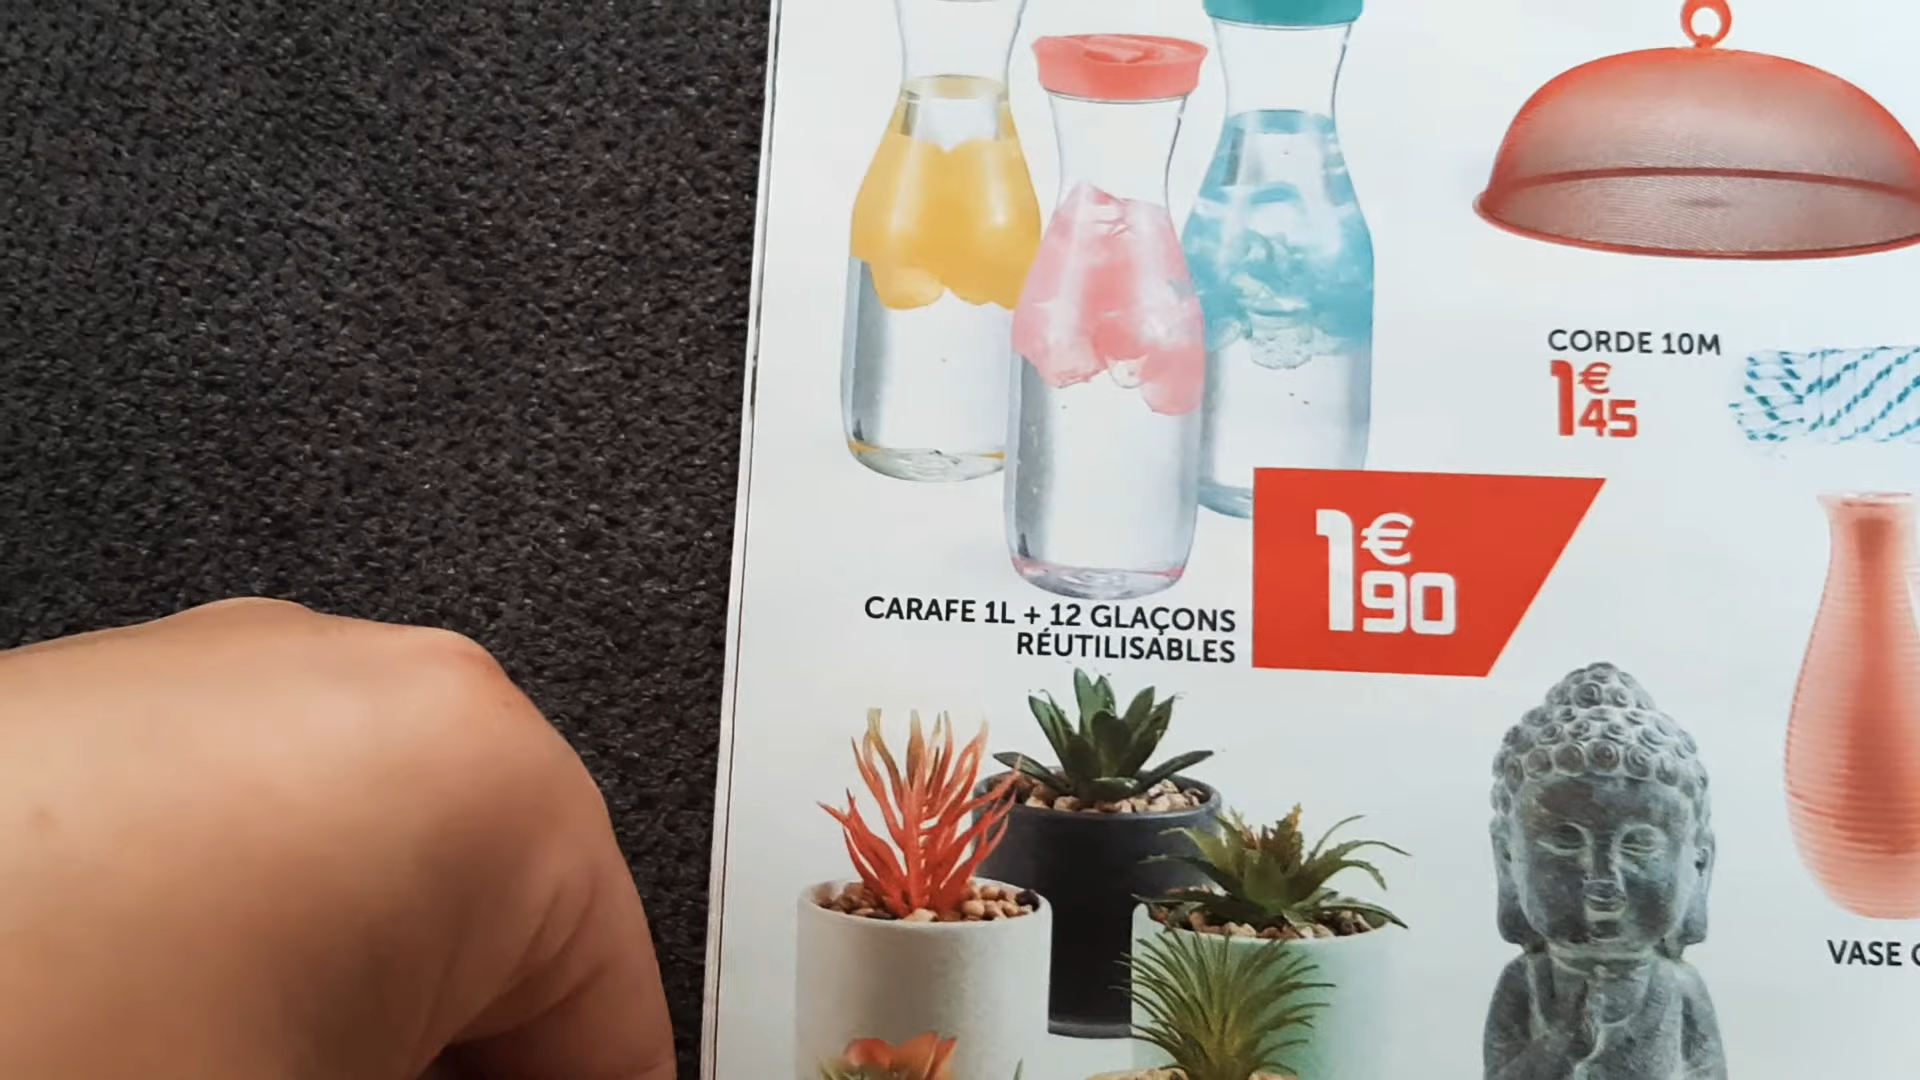 CORDE 10M
1€45
CARAFE 1L + 12 GLAÇONS
RÉUTILISABLES
1€90
VASE